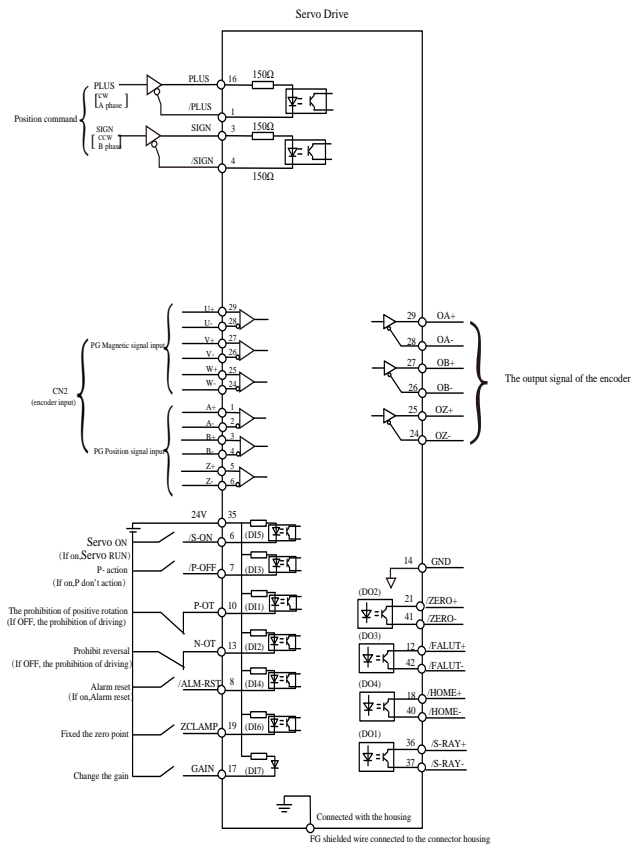 Servo Drive
PLUS
CW
A phase
Position command
SIGN
CCW
B phase
PLUS
16
150Ω
/PLUS
1
SIGN
3
150Ω
/SIGN
4
150Ω
U+
29
U-
28
PG Magnetic signal input
V+
27
V-
26
W+
25
W-
24
CN2
(encoder input)
A+
1
A-
2
B+
3
PG Position signal input
B-
4
Z+
5
Z-
6
29
OA+
28
OA-
27
OB+
26
OB-
25
OZ+
24
OZ-
The output signal of the encoder
24V
35
Servo ON
(If on,Servo RUN)
/S-ON
6
(DI5)
P- action
(If on,P don't action)
/P-OFF
7
(DI3)
The prohibition of positive rotation
(If OFF, the prohibition of driving)
P-OT
10
(DI1)
Prohibit reversal
(If OFF, the prohibition of driving)
N-OT
13
(DI2)
Alarm reset
(If on,Alarm reset)
/ALM-RST
8
(DI4)
Fixed the zero point
ZCLAMP
19
(DI6)
Change the gain
GAIN
17
(DI7)
14
GND
(DO2)
21
/ZERO+
41
/ZERO-
(DO3)
12
/FALUT+
42
/FALUT-
(DO4)
18
/HOME+
40
/HOME-
(DO1)
36
/S-RAY+
37
/S-RAY-
Connected with the housing
FG shielded wire connected to the connector housing